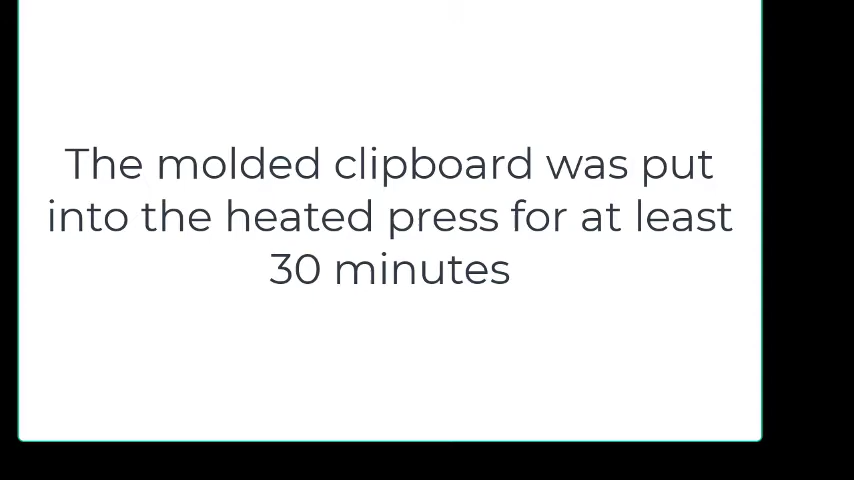 The molded clipboard was put
into the heated press for at least
30 minutes